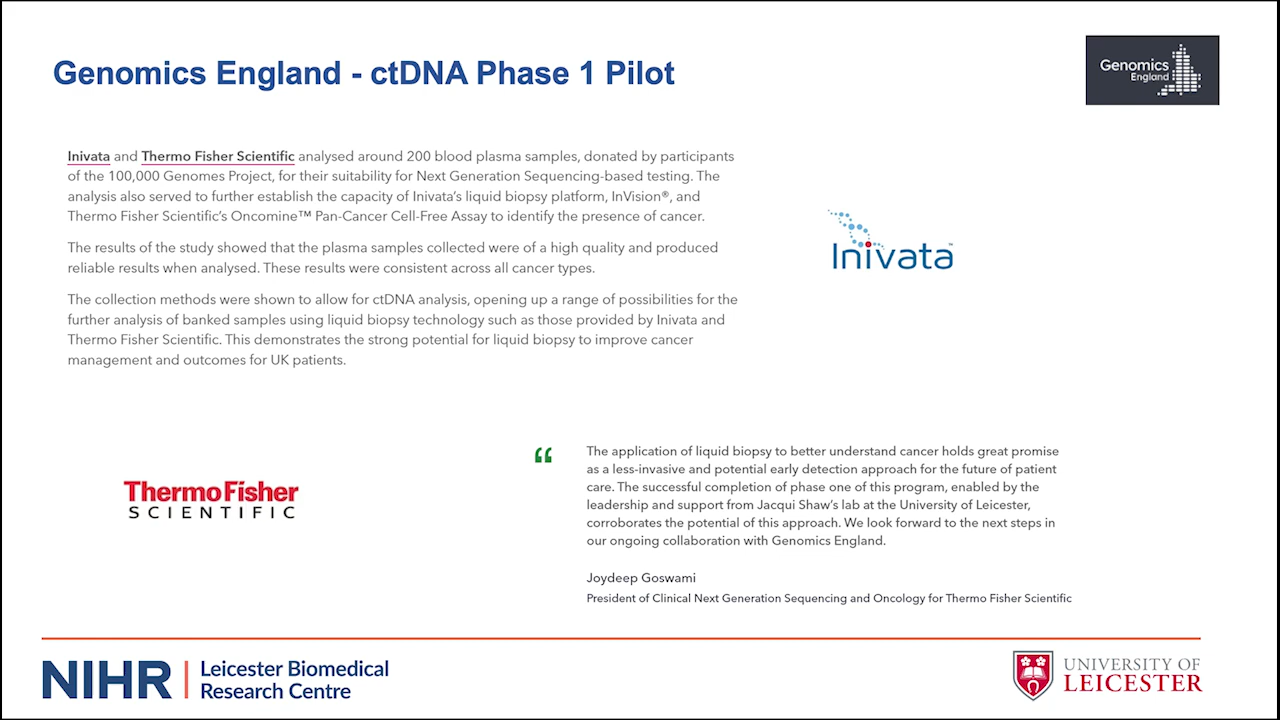 Genomics England - ctDNA Phase 1 Pilot
Genomics
England
Inivata and Thermo Fisher Scientific analysed around 200 blood plasma samples, donated by participants
of the 100,000 Genomes Project, for their suitability for Next Generation Sequencing-based testing. The
analysis also served to further establish the capacity of Inivata's liquid biopsy platform, InVision®, and
Thermo Fisher Scientific's Oncomine™ Pan-Cancer Cell-Free Assay to identify the presence of cancer.
The results of the study showed that the plasma samples collected were of a high quality and produced
reliable results when analysed. These results were consistent across all cancer types.
The collection methods were shown to allow for ctDNA analysis, opening up a range of possibilities for the
further analysis of banked samples using liquid biopsy technology such as those provided by Inivata and
Thermo Fisher Scientific. This demonstrates the strong potential for liquid biopsy to improve cancer
management and outcomes for UK patients.
Inivata™
ThermoFisher
SCIENTIFIC
“
The application of liquid biopsy to better understand cancer holds great promise
as a less-invasive and potential early detection approach for the future of patient
care. The successful completion of phase one of this program, enabled by the
leadership and support from Jacqui Shaw's lab at the University of Leicester,
corroborates the potential of this approach. We look forward to the next steps in
our ongoing collaboration with Genomics England.
Joydeep Goswami
President of Clinical Next Generation Sequencing and Oncology for Thermo Fisher Scientific
NIHR | Leicester Biomedical
Research Centre
UNIVERSITY OF
LEICESTER